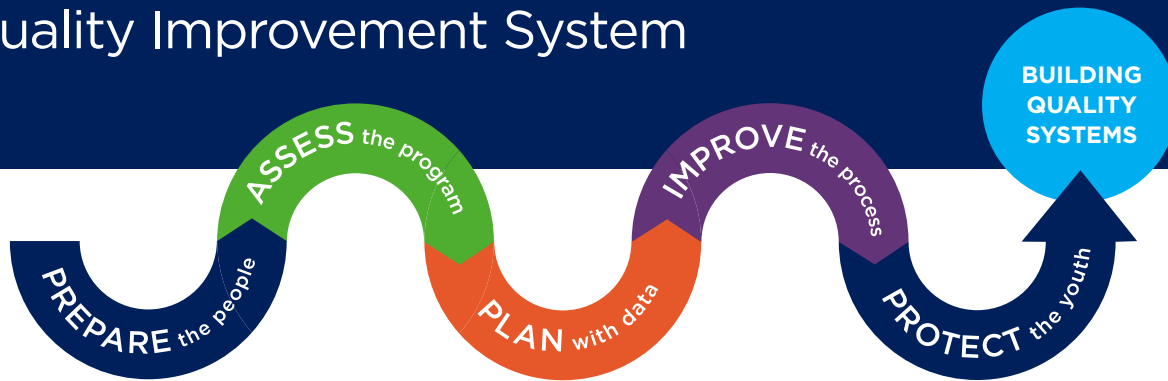 uality Improvement System
BUILDING
QUALITY
SYSTEMS
PREPARE the people
ASSESS the program
PLAN with data
IMPROVE the process
PROTECT the youth